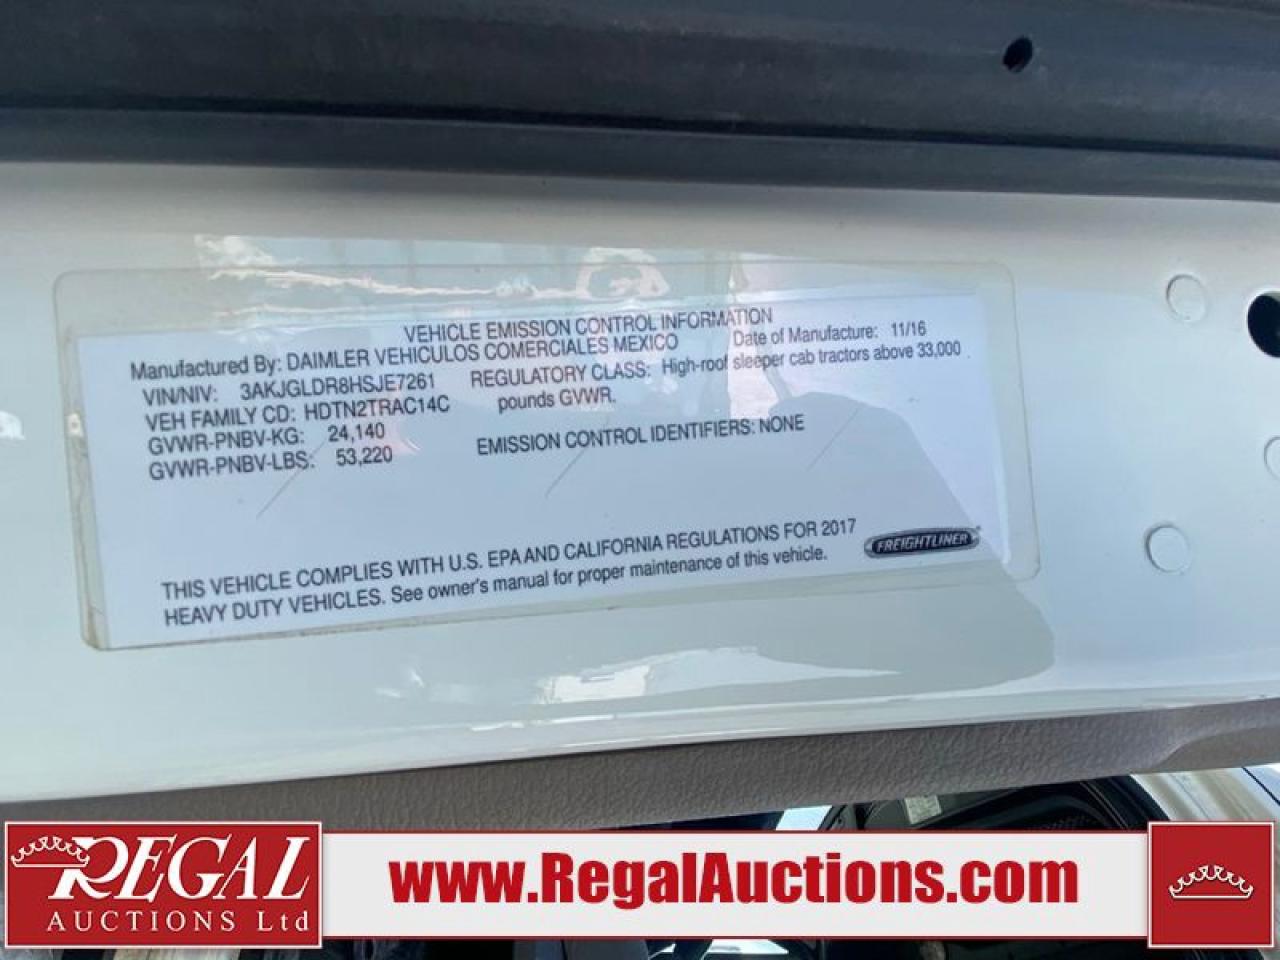 VEHICLE EMISSION CONTROL INFORMATION
Manufactured By: DAIMLER VEHICULOS COMERCIALES MEXICO Date of Manufacture: 11/16
VIN/NIV: 3AKJGLDR8HSJE7261 REGULATORY CLASS: High-roof sleeper cab tractors above 33,000
VEH FAMILY CD: HDTN2TRAC14C pounds GVWR.
GVWR-PNBV-KG: 24,140
GVWR-PNBV-LBS: 53,220 EMISSION CONTROL IDENTIFIERS: NONE
THIS VEHICLE COMPLIES WITH U.S. EPA AND CALIFORNIA REGULATIONS FOR 2017
HEAVY DUTY VEHICLES. See owner's manual for proper maintenance of this vehicle.
FREIGHTLINER
REGAL
AUCTIONS Ltd
www.RegalAuctions.com